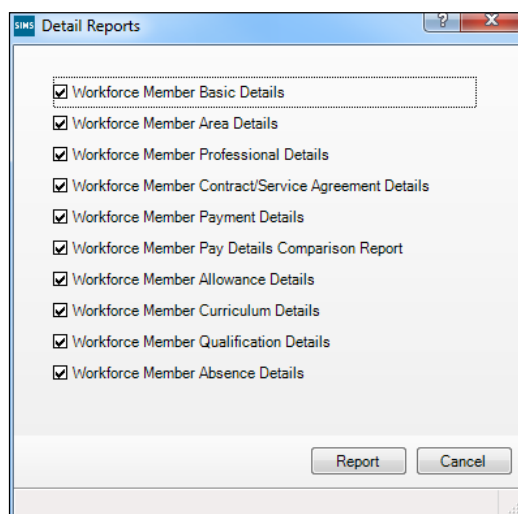 SIMS Detail Reports ? X
Workforce Member Basic Details
Workforce Member Area Details
Workforce Member Professional Details
Workforce Member Contract/Service Agreement Details
Workforce Member Payment Details
Workforce Member Pay Details Comparison Report
Workforce Member Allowance Details
Workforce Member Curriculum Details
Workforce Member Qualification Details
Workforce Member Absence Details
Report Cancel